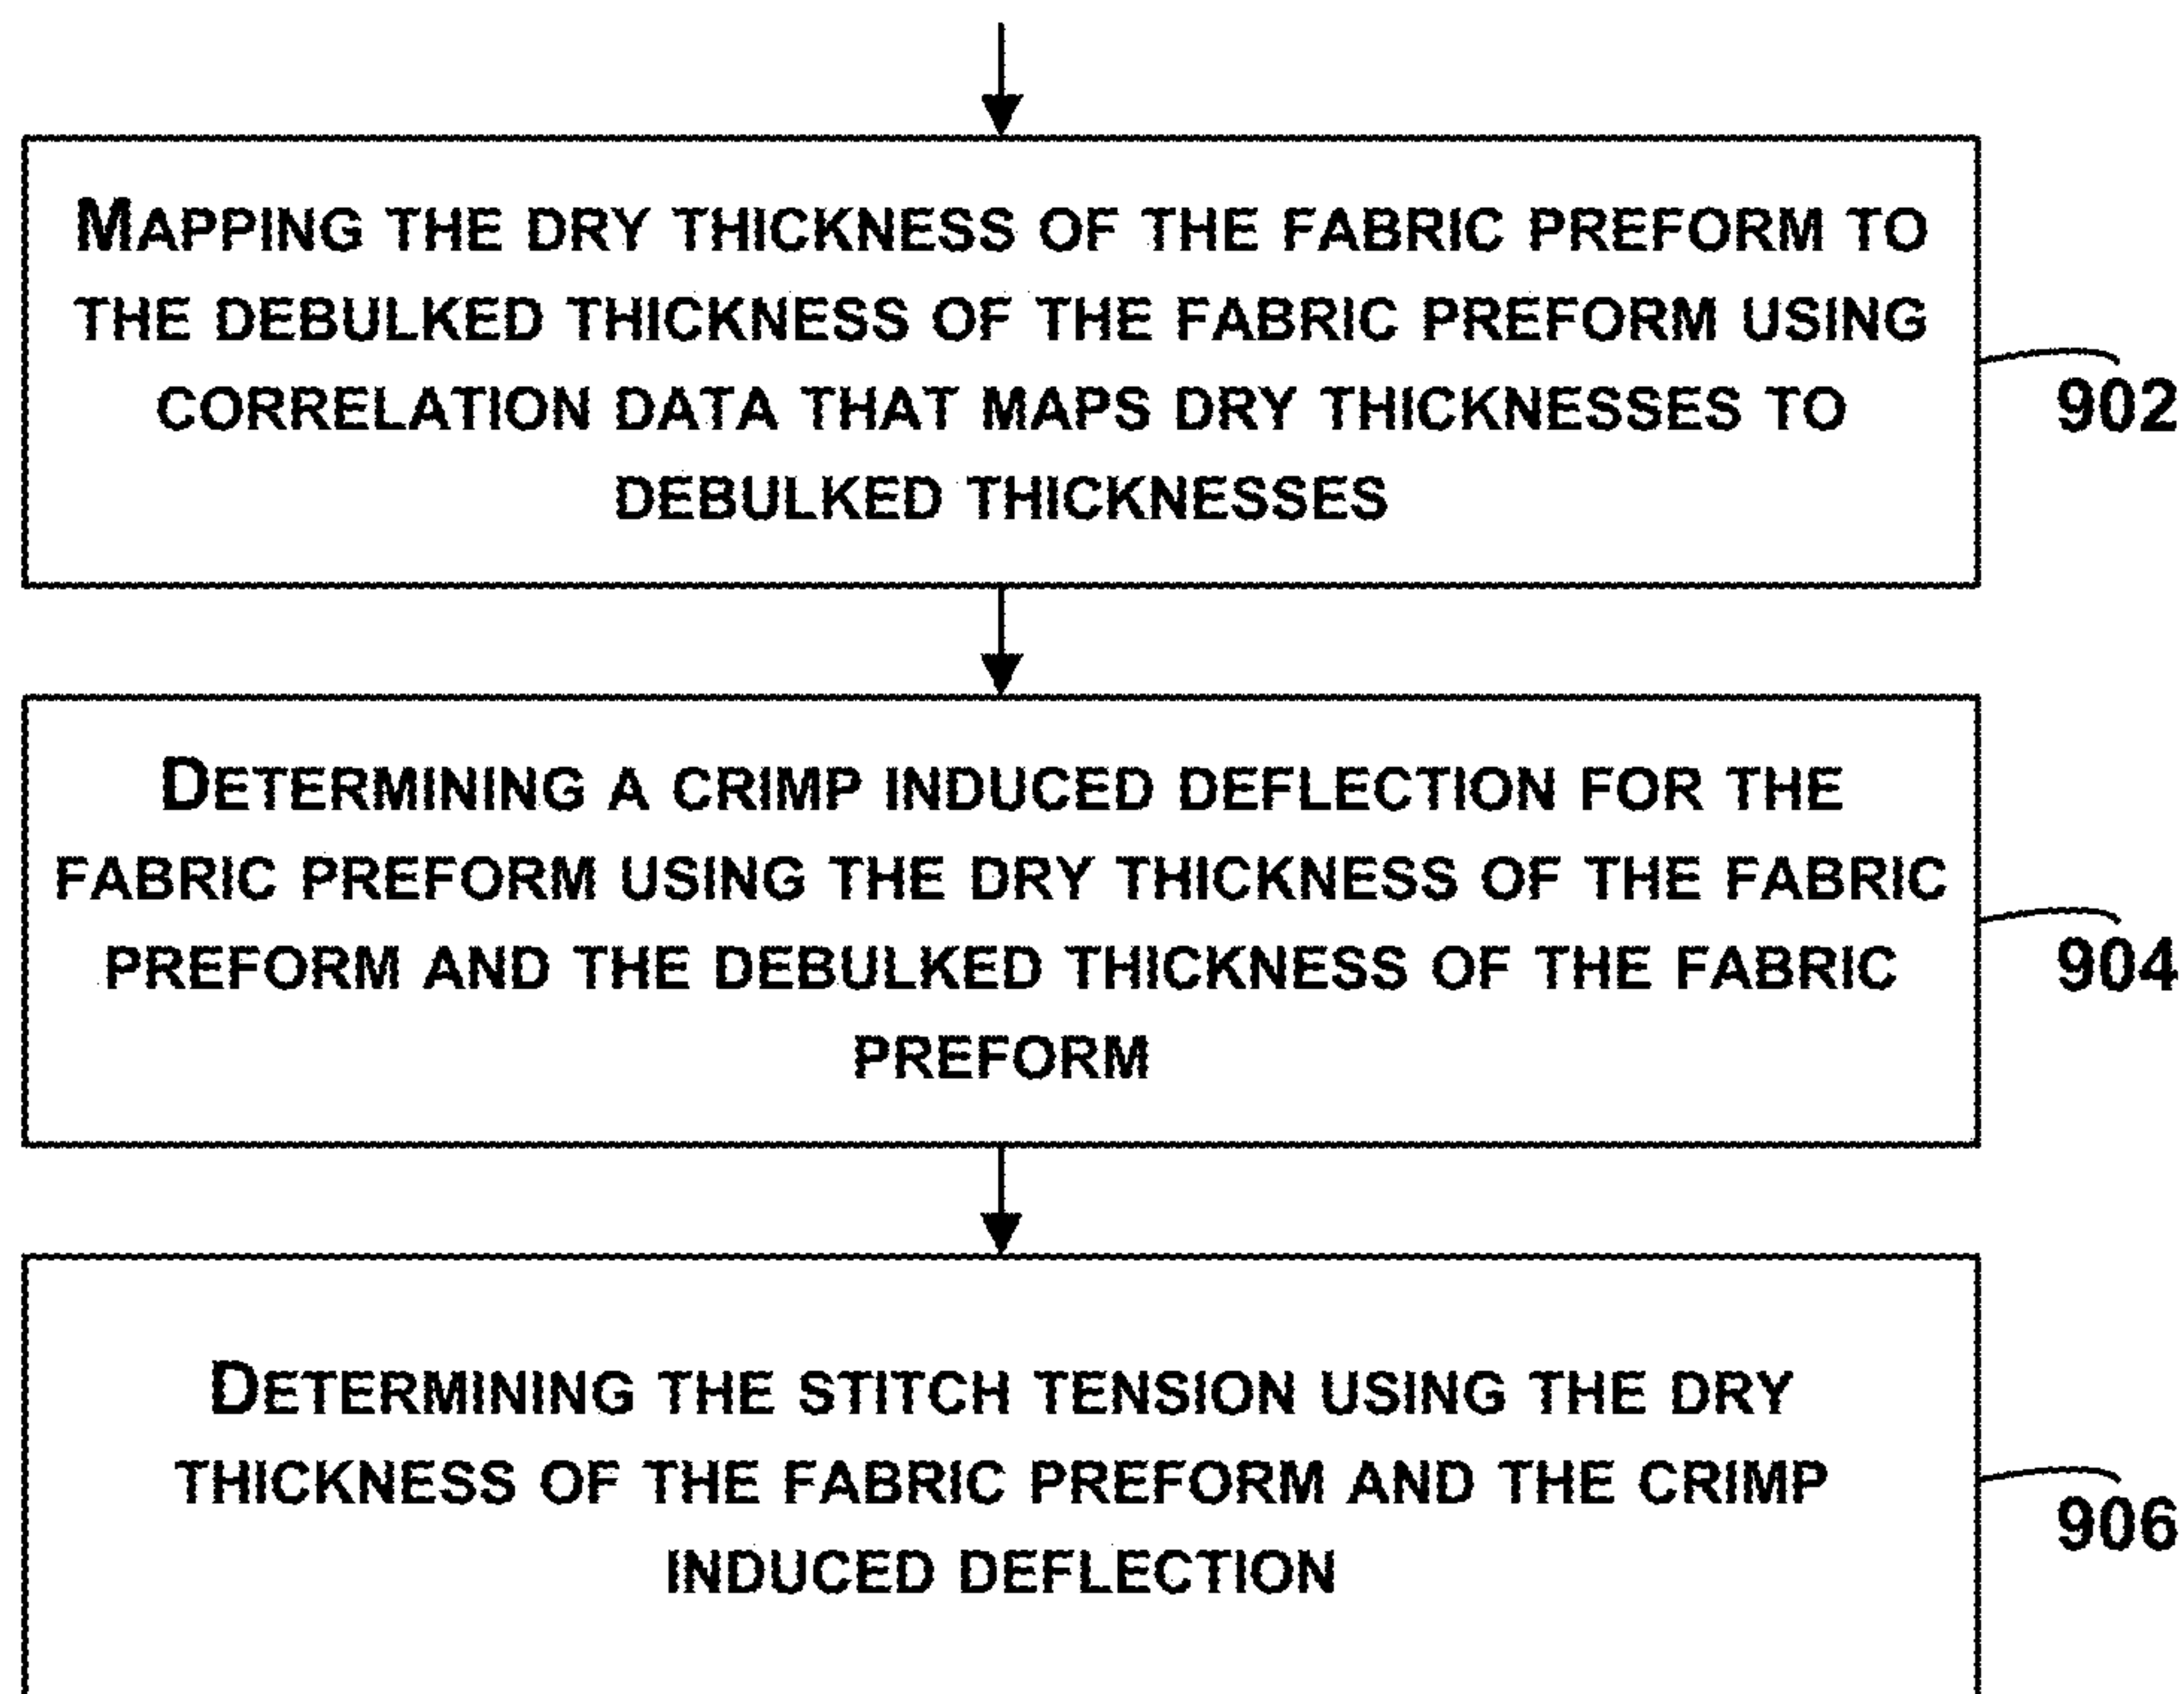 MAPPING THE DRY THICKNESS OF THE FABRIC PREFORM TO
THE DEBULKED THICKNESS OF THE FABRIC PREFORM USING
CORRELATION DATA THAT MAPS DRY THICKNESSES TO
DEBULKED THICKNESSES
902
DETERMINING A CRIMP INDUCED DEFLECTION FOR THE
FABRIC PREFORM USING THE DRY THICKNESS OF THE FABRIC
PREFORM AND THE DEBULKED THICKNESS OF THE FABRIC
PREFORM
904
DETERMINING THE STITCH TENSION USING THE DRY
THICKNESS OF THE FABRIC PREFORM AND THE CRIMP
INDUCED DEFLECTION
906